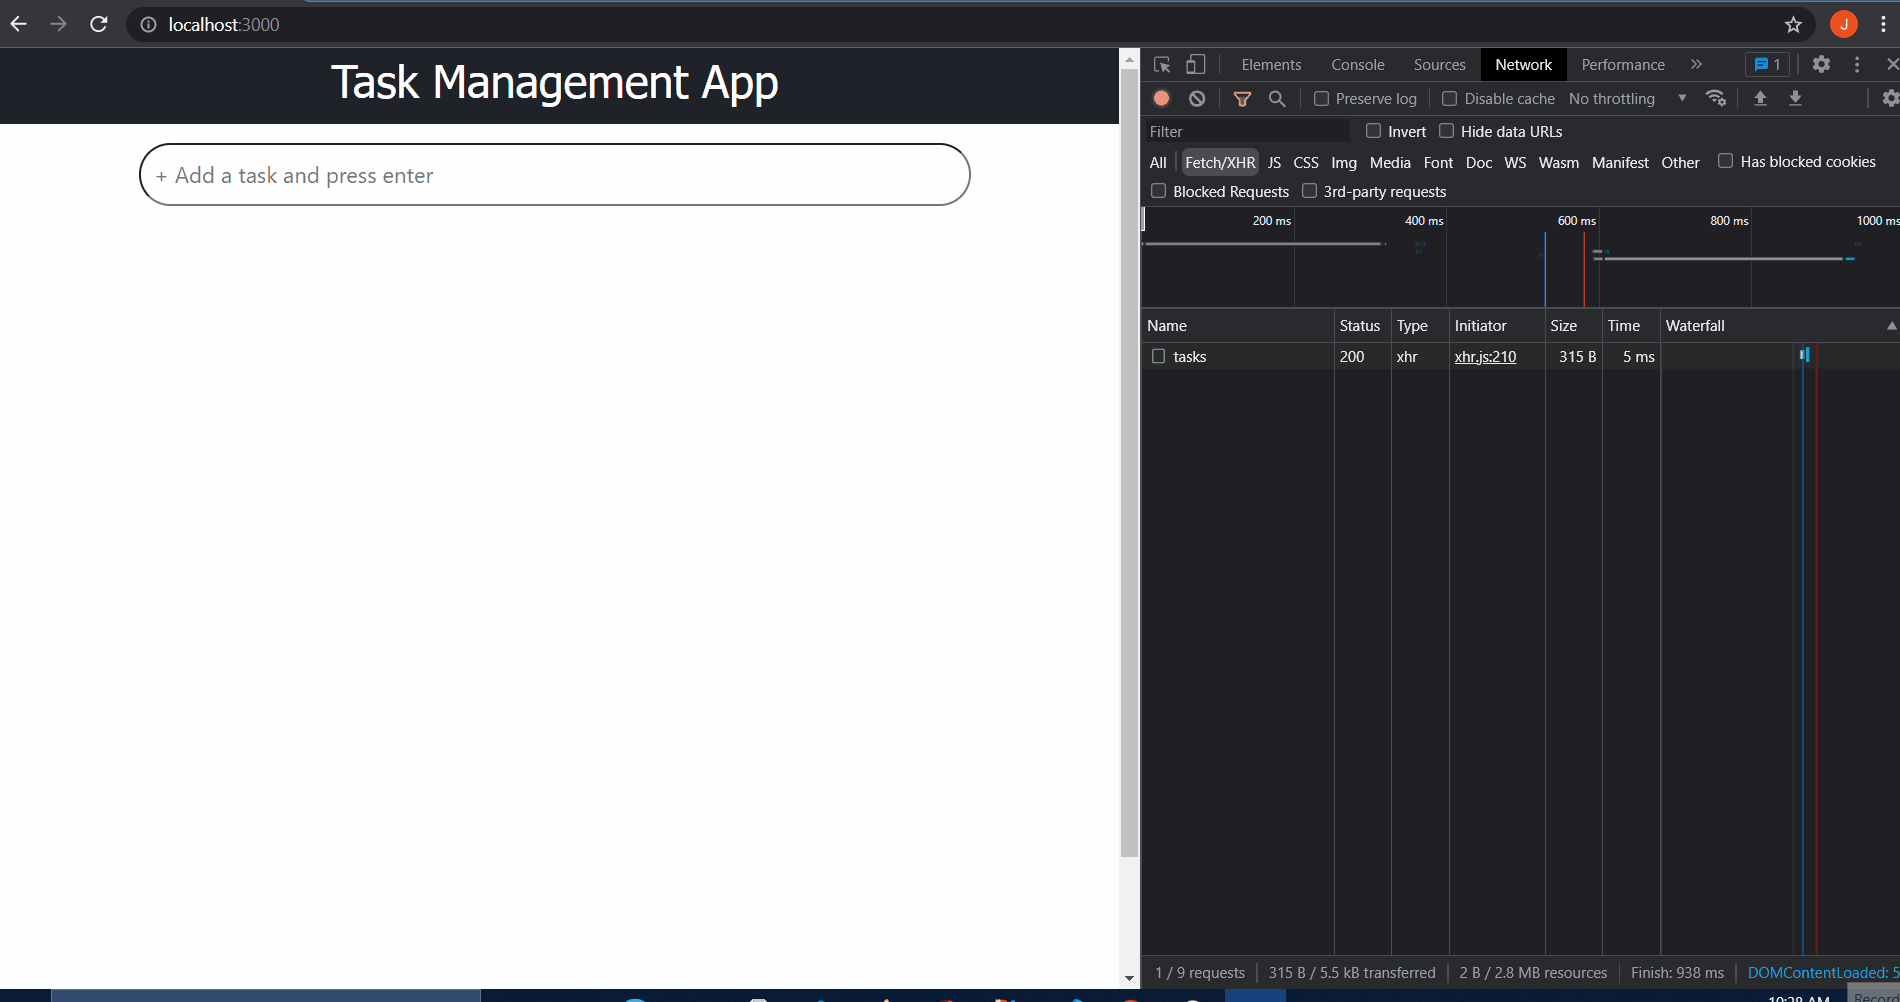 localhost:3000
J
Task Management App
+ Add a task and press enter
Elements Console Sources Network Performance » 1
Preserve log Disable cache No throttling
Filter Invert Hide data URLs
All Fetch/XHR JS CSS Img Media Font Doc WS Wasm Manifest Other Has blocked cookies
Blocked Requests 3rd-party requests
200 ms 400 ms 600 ms 800 ms 1000 ms
Name Status Type Initiator Size Time Waterfall
tasks 200 xhr xhr.js:210 315 B 5 ms
1 / 9 requests 315 B / 5.5 kB transferred 2 B / 2.8 MB resources Finish: 938 ms DOMContentLoaded: 5
10:28 AM Record